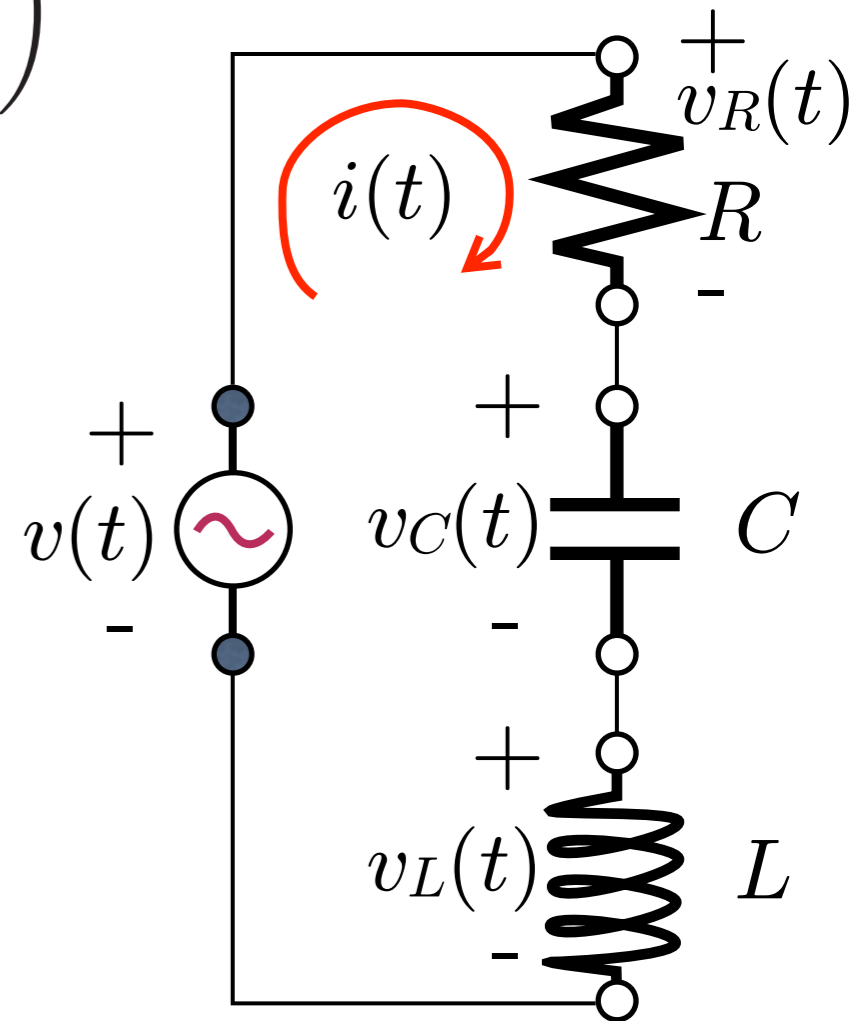 )
+
v_R(t)
i(t)
R
-
+
+
v(t)
v_C(t)
C
-
-
+
v_L(t)
L
-